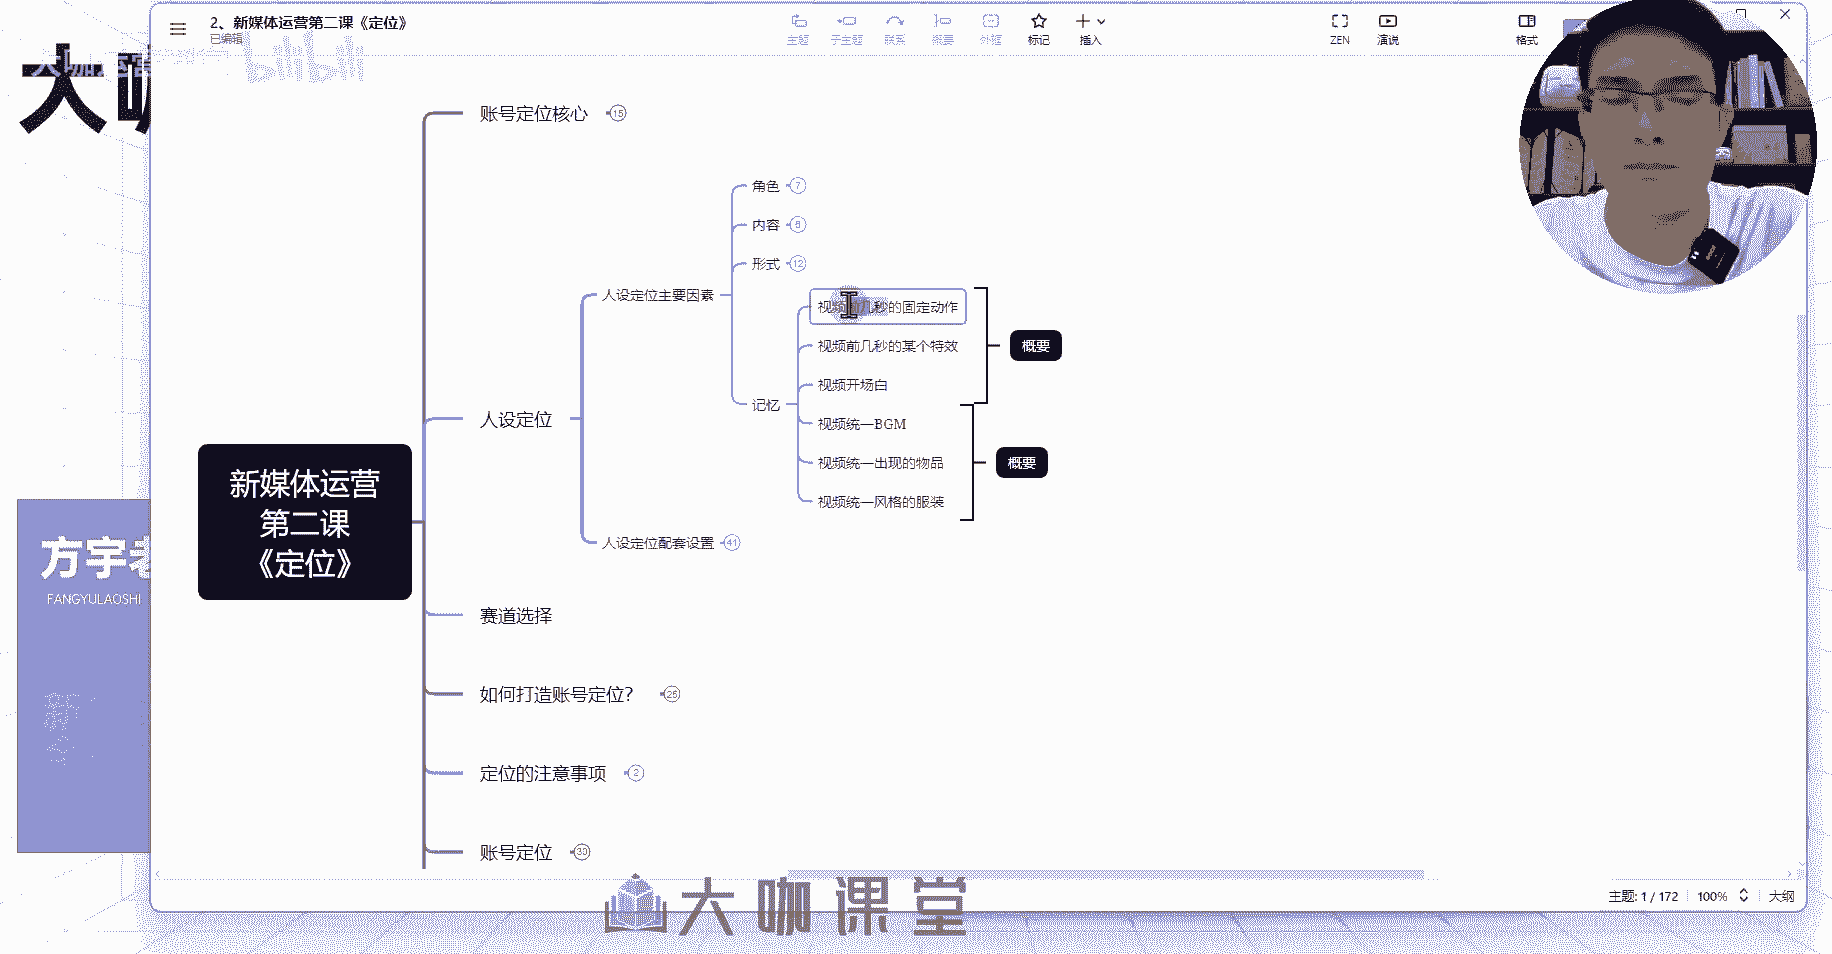 2、新媒体运营第二课《定位》
已编辑
主题
子主题
联系
概要
外框
标记
插入
ZEN
演说
格式
bilibili
大咖运营
大咖
账号定位核心 15
角色 7
内容 8
形式 12
人设定位主要因素
视频前几秒的固定动作
视频前几秒的某个特效
概要
视频开场白
记忆
人设定位
视频统一BGM
视频统一出现的物品
概要
视频统一风格的服装
新媒体运营
第二课
《定位》
人设定位配套设置 41
方宇老
FANGYULAOSHI
赛道选择
如何打造账号定位? 25
定位的注意事项 2
账号定位 30
大咖课堂
主题: 1 / 172
100%
大纲